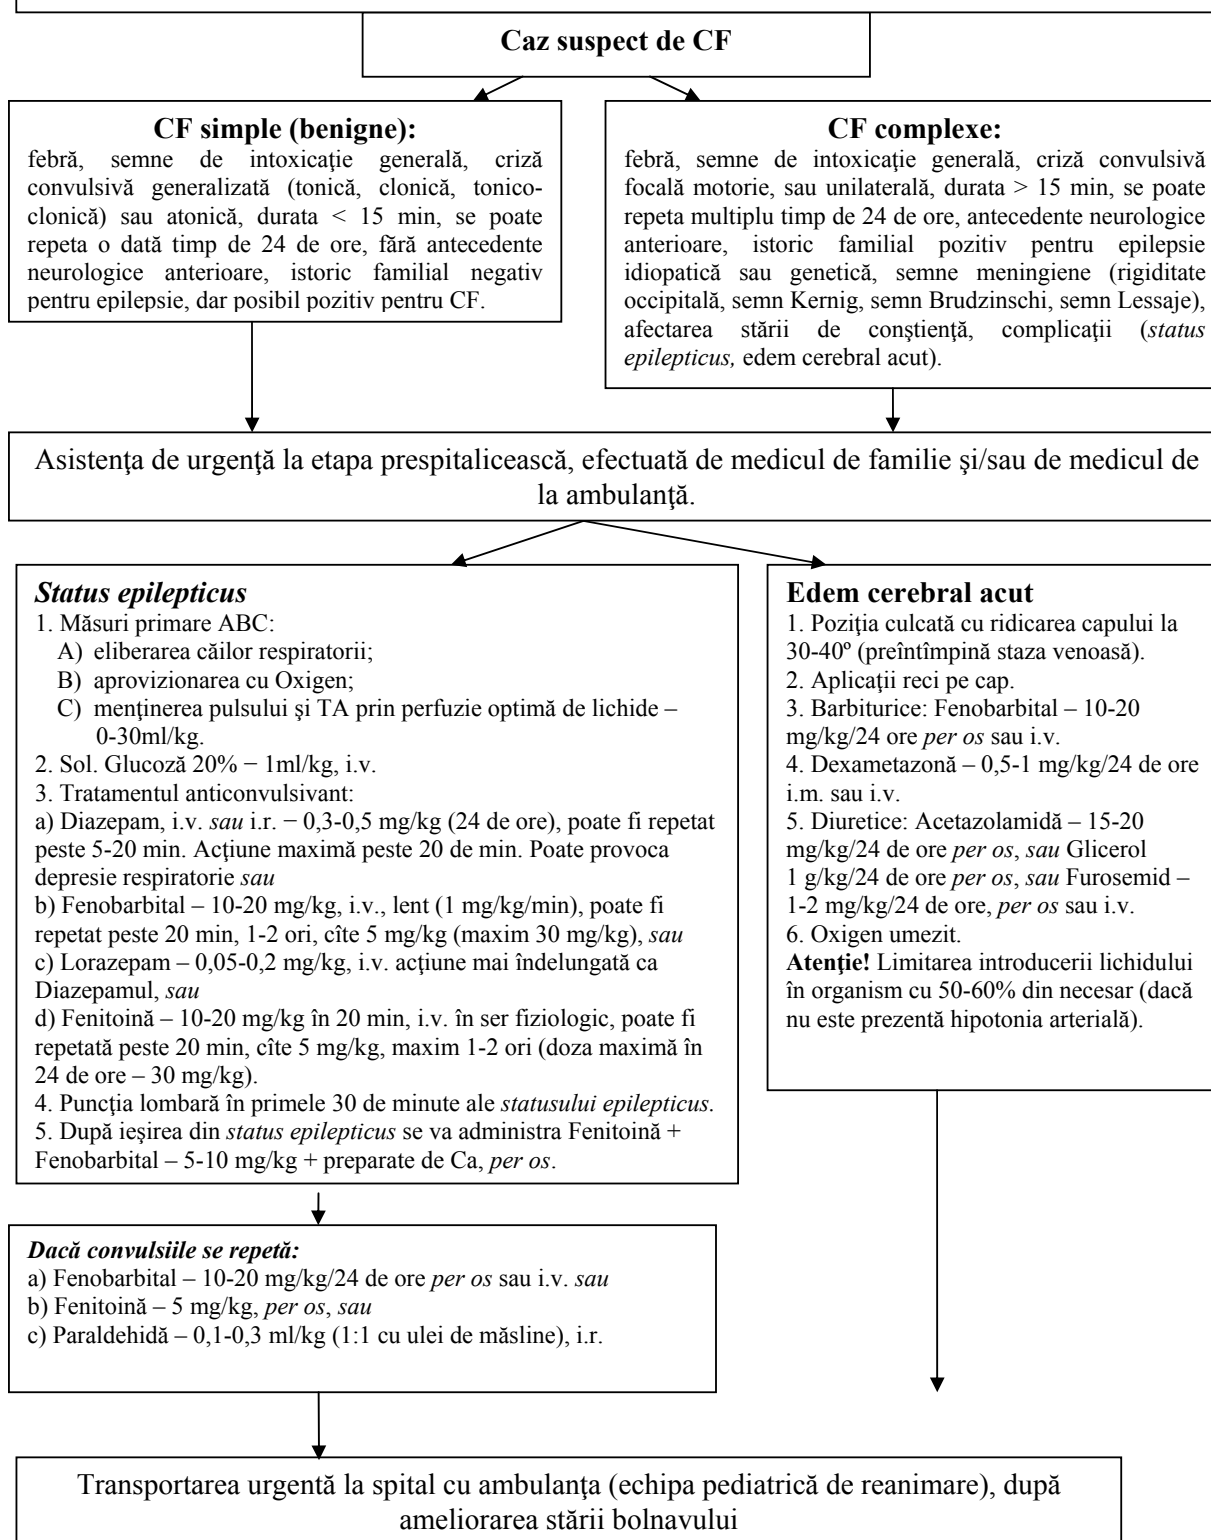 Caz suspect de CF
CF simple (benigne):
febră, semne de intoxicaţie generală, criză
convulsivă generalizată (tonică, clonică, tonico-
clonică) sau atonică, durata < 15 min, se poate
repeta o dată timp de 24 de ore, fără antecedente
neurologice anterioare, istoric familial negativ
pentru epilepsie, dar posibil pozitiv pentru CF.
CF complexe:
febră, semne de intoxicaţie generală, criză convulsivă
focală motorie, sau unilaterală, durata > 15 min, se poate
repeta multiplu timp de 24 de ore, antecedente neurologice
anterioare, istoric familial pozitiv pentru epilepsie
idiopatică sau genetică, semne meningiene (rigiditate
occipitală, semn Kernig, semn Brudzinschi, semn Lessaje),
afectarea stării de conştienţă, complicaţii (status
epilepticus, edem cerebral acut).
Asistenţa de urgenţă la etapa prespitalicească, efectuată de medicul de familie şi/sau de medicul de
la ambulanţă.
Status epilepticus
1. Măsuri primare ABC:
A) eliberarea căilor respiratorii;
B) aprovizionarea cu Oxigen;
C) menţinerea pulsului şi TA prin perfuzie optimă de lichide –
0-30ml/kg.
2. Sol. Glucoză 20% − 1ml/kg, i.v.
3. Tratamentul anticonvulsivant:
a) Diazepam, i.v. sau i.r. − 0,3-0,5 mg/kg (24 de ore), poate fi repetat
peste 5-20 min. Acţiune maximă peste 20 de min. Poate provoca
depresie respiratorie sau
b) Fenobarbital – 10-20 mg/kg, i.v., lent (1 mg/kg/min), poate fi
repetat peste 20 min, 1-2 ori, cîte 5 mg/kg (maxim 30 mg/kg), sau
c) Lorazepam – 0,05-0,2 mg/kg, i.v. acţiune mai îndelungată ca
Diazepamul, sau
d) Fenitoină – 10-20 mg/kg în 20 min, i.v. în ser fiziologic, poate fi
repetată peste 20 min, cîte 5 mg/kg, maxim 1-2 ori (doza maximă în
24 de ore – 30 mg/kg).
4. Puncţia lombară în primele 30 de minute ale statusului epilepticus.
5. După ieşirea din status epilepticus se va administra Fenitoină +
Fenobarbital – 5-10 mg/kg + preparate de Ca, per os.
Edem cerebral acut
1. Poziţia culcată cu ridicarea capului la
30-40º (preîntîmpină staza venoasă).
2. Aplicaţii reci pe cap.
3. Barbiturice: Fenobarbital – 10-20
mg/kg/24 ore per os sau i.v.
4. Dexametazonă – 0,5-1 mg/kg/24 de ore
i.m. sau i.v.
5. Diuretice: Acetazolamidă – 15-20
mg/kg/24 de ore per os, sau Glicerol
1 g/kg/24 de ore per os, sau Furosemid –
1-2 mg/kg/24 de ore, per os sau i.v.
6. Oxigen umezit.
Atenţie! Limitarea introducerii lichidului
în organism cu 50-60% din necesar (dacă
nu este prezentă hipotonia arterială).
Dacă convulsiile se repetă:
a) Fenobarbital – 10-20 mg/kg/24 de ore per os sau i.v. sau
b) Fenitoină – 5 mg/kg, per os, sau
c) Paraldehidă – 0,1-0,3 ml/kg (1:1 cu ulei de măsline), i.r.
Transportarea urgentă la spital cu ambulanţa (echipa pediatrică de reanimare), după
ameliorarea stării bolnavului